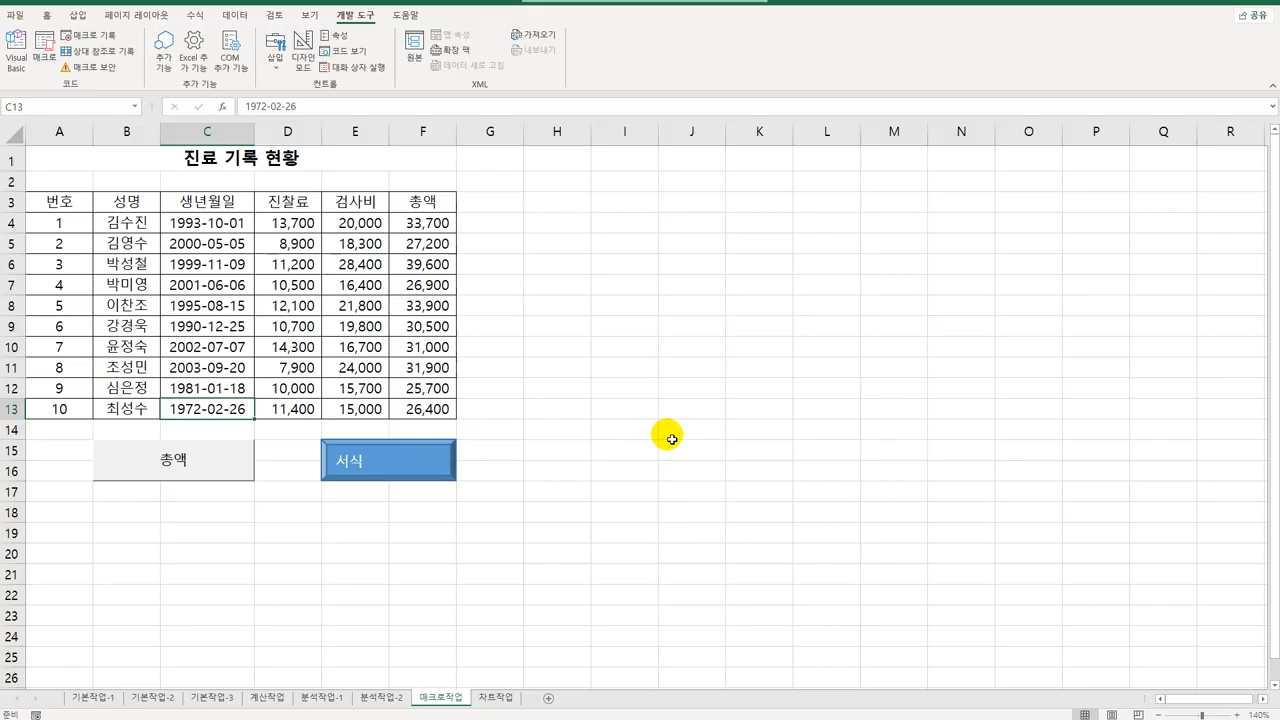 파일 홈 삽입 페이지 레이아웃 수식 데이터 검토 보기 개발 도구 도움말 공유
Visual Basic
매크로
매크로 기록
상대 참조로 기록
매크로 보안
코드
추가 기능
Excel 추가 기능
COM 추가 기능
추가 기능
삽입
디자인 모드
속성
코드 보기
대화 상자 실행
컨트롤
원본
맵 속성
확장 팩
데이터 새로 고침
가져오기
내보내기
XML
C13 fx 1972-02-26
A B C D E F G H I J K L M N O P Q R
1 진료 기록 현황
2
3 번호 성명 생년월일 진찰료 검사비 총액
4 1 김수진 1993-10-01 13,700 20,000 33,700
5 2 김영수 2000-05-05 8,900 18,300 27,200
6 3 박성철 1999-11-09 11,200 28,400 39,600
7 4 박미영 2001-06-06 10,500 16,400 26,900
8 5 이찬조 1995-08-15 12,100 21,800 33,900
9 6 강경욱 1990-12-25 10,700 19,800 30,500
10 7 윤정숙 2002-07-07 14,300 16,700 31,000
11 8 조성민 2003-09-20 7,900 24,000 31,900
12 9 심은정 1981-01-18 10,000 15,700 25,700
13 10 최성수 1972-02-26 11,400 15,000 26,400
14
15
총액 서식
16
17
18
19
20
21
22
23
24
25
26
기본작업-1 기본작업-2 기본작업-3 계산작업 분석작업-1 분석작업-2 매크로작업 차트작업
준비 140%